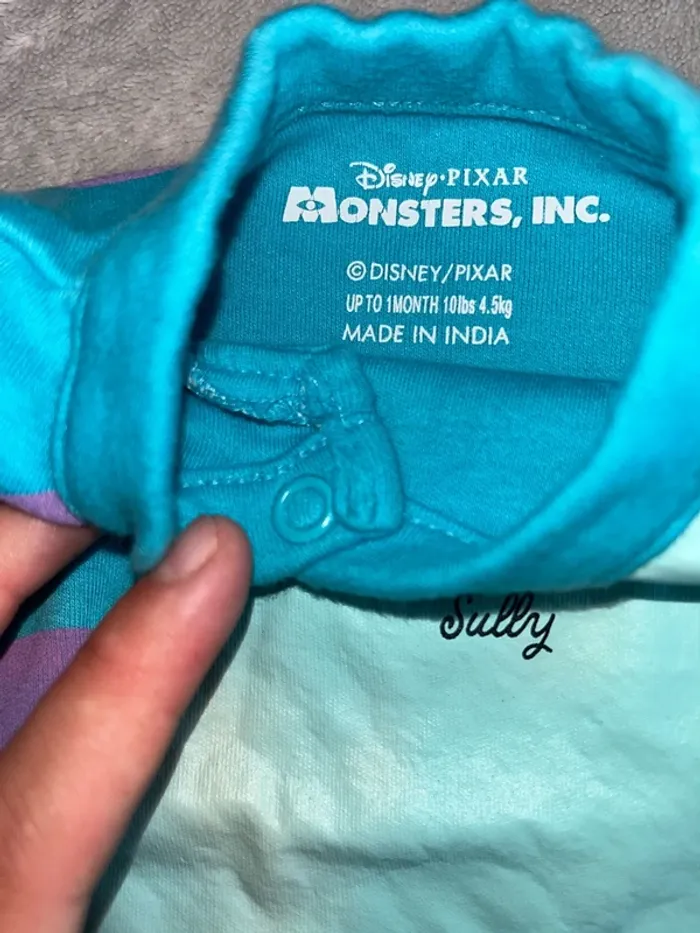 Disney·PIXAR
MONSTERS, INC.
© DISNEY/PIXAR
UP TO 1MONTH 10lbs 4.5kg
MADE IN INDIA
Sully